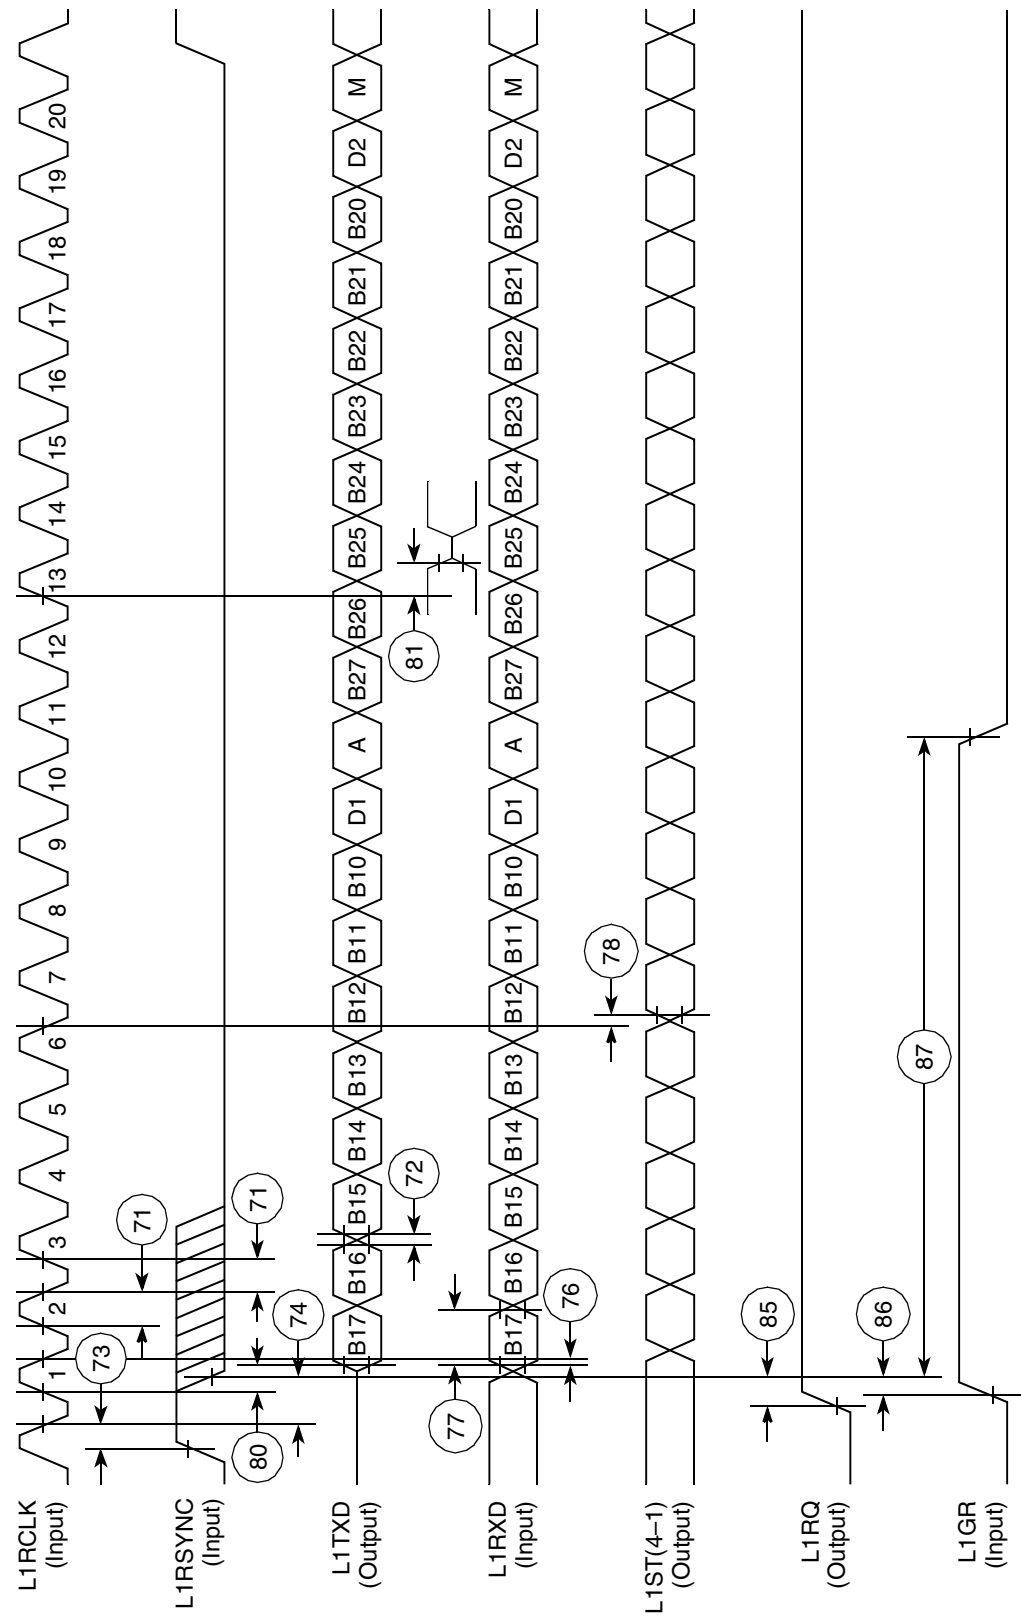 L1RCLK
(Input)
1 2 3 4 5 6 7 8 9 10 11 12 13 14 15 16 17 18 19 20
73
71
L1RSYNC
(Input)
80
74
71
L1TXD
(Output)
B17 B16 B15 B14 B13 B12 B11 B10 D1 A B27 B26 B25 B24 B23 B22 B21 B20 D2 M
72
81
77
L1RXD
(Input)
B17 B16 B15 B14 B13 B12 B11 B10 D1 A B27 B26 B25 B24 B23 B22 B21 B20 D2 M
76
78
L1ST(4–1)
(Output)
85
L1RQ
(Output)
86
87
L1GR
(Input)